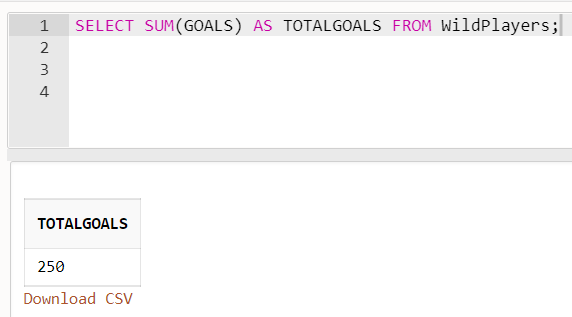 1 SELECT SUM(GOALS) AS TOTALGOALS FROM WildPlayers;
2
3
4
TOTALGOALS
250
Download CSV